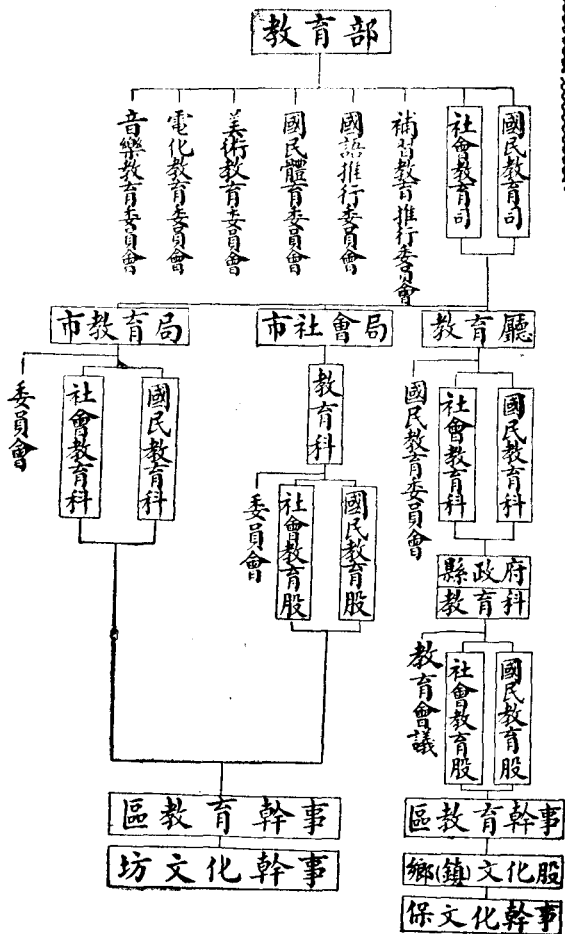 教育部
國民教育司
社會教育司
補習教育推行委員會
國語推行委員會
國民體育委員會
美術教育委員會
電化教育委員會
音樂教育委員會
教育廳
市社會局
市教育局
國民教育科
社會教育科
國民教育委員會
教育科
國民教育科
社會教育科
委員會
縣政府
教育科
國民教育股
社會教育股
委員會
國民教育股
社會教育股
教育會議
區教育幹事
鄉(鎮)文化股
保文化幹事
區教育幹事
坊文化幹事